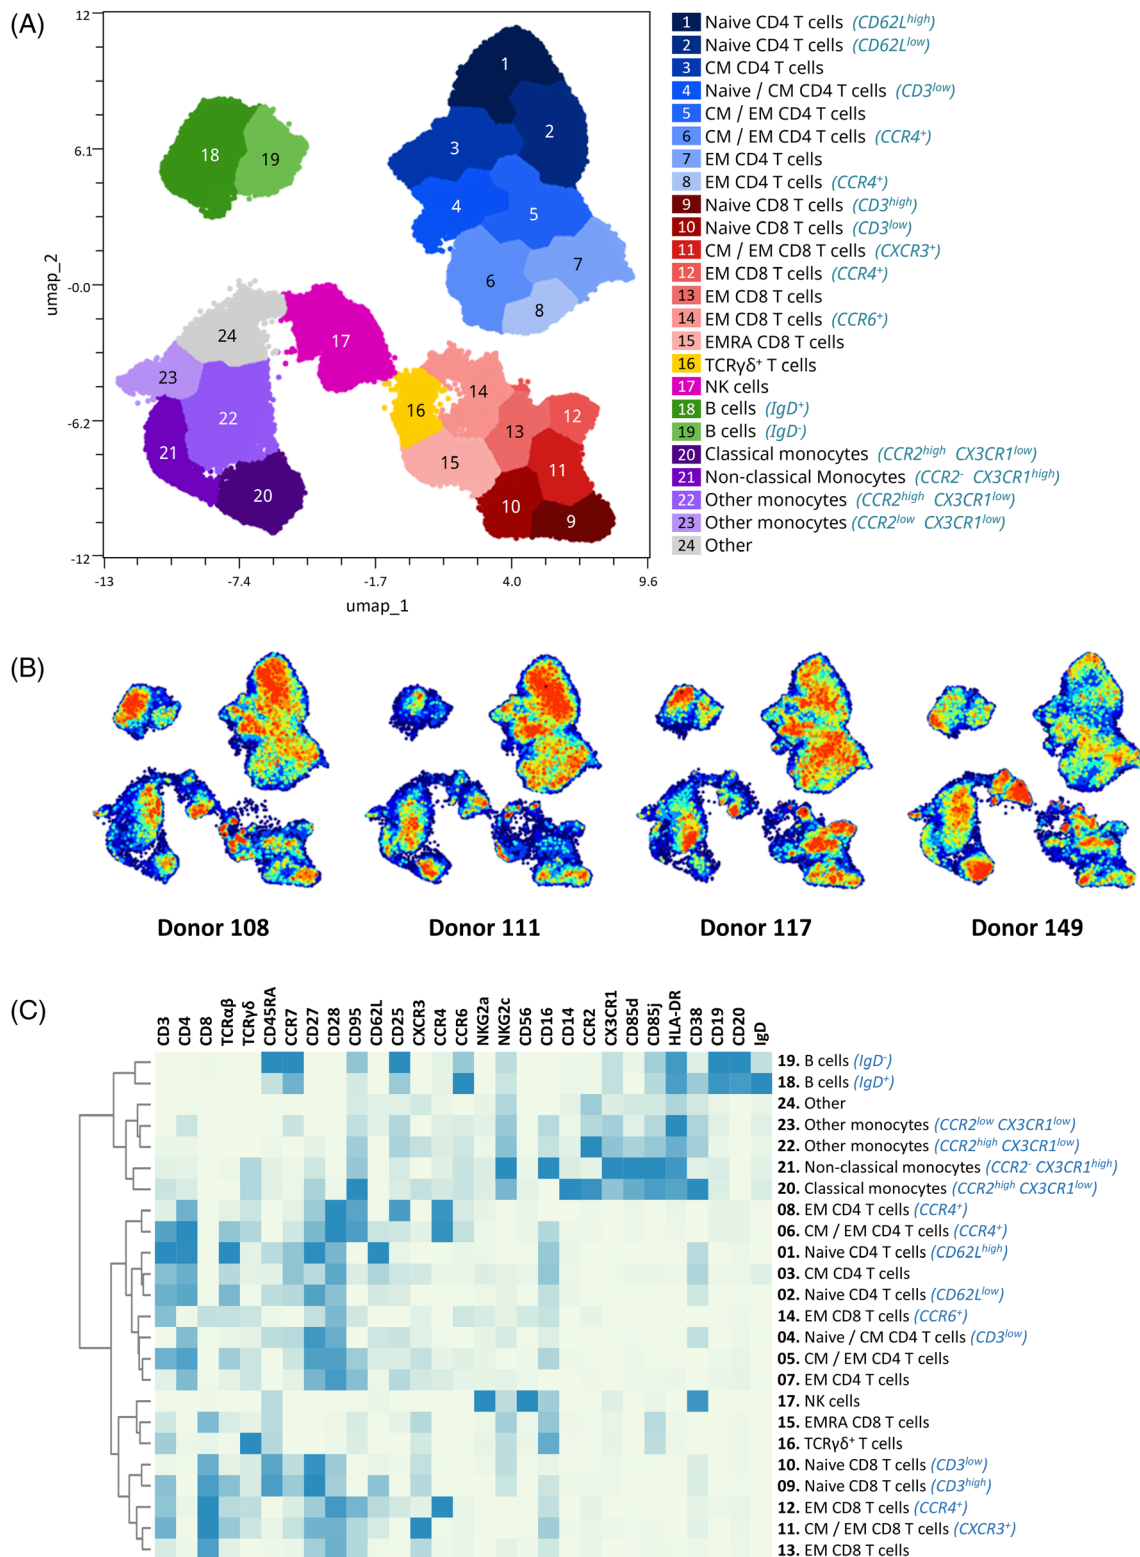 (A)
12
6.1
-0.0
-6.2
-12
umap_2
-13
-7.4
-1.7
4.0
9.6
umap_1
1
2
3
4
5
6
7
8
9
10
11
12
13
14
15
16
17
18
19
20
21
22
23
24
1 Naive CD4 T cells (CD62Lhigh)
2 Naive CD4 T cells (CD62Llow)
3 CM CD4 T cells
4 Naive / CM CD4 T cells (CD3low)
5 CM / EM CD4 T cells
6 CM / EM CD4 T cells (CCR4+)
7 EM CD4 T cells
8 EM CD4 T cells (CCR4+)
9 Naive CD8 T cells (CD3high)
10 Naive CD8 T cells (CD3low)
11 CM / EM CD8 T cells (CXCR3+)
12 EM CD8 T cells (CCR4+)
13 EM CD8 T cells
14 EM CD8 T cells (CCR6+)
15 EMRA CD8 T cells
16 TCRγδ+ T cells
17 NK cells
18 B cells (IgD+)
19 B cells (IgD-)
20 Classical monocytes (CCR2high CX3CR1low)
21 Non-classical Monocytes (CCR2- CX3CR1high)
22 Other monocytes (CCR2high CX3CR1low)
23 Other monocytes (CCR2low CX3CR1low)
24 Other
(B)
Donor 108
Donor 111
Donor 117
Donor 149
(C)
CD3
CD4
CD8
TCRαβ
TCRγδ
CD45RA
CCR7
CD27
CD28
CD95
CD62L
CD25
CXCR3
CCR4
CCR6
NKG2a
NKG2c
CD56
CD16
CD14
CCR2
CX3CR1
CD85d
CD85j
HLA-DR
CD38
CD19
CD20
IgD
19. B cells (IgD-)
18. B cells (IgD+)
24. Other
23. Other monocytes (CCR2low CX3CR1low)
22. Other monocytes (CCR2high CX3CR1low)
21. Non-classical monocytes (CCR2- CX3CR1high)
20. Classical monocytes (CCR2high CX3CR1low)
08. EM CD4 T cells (CCR4+)
06. CM / EM CD4 T cells (CCR4+)
01. Naive CD4 T cells (CD62Lhigh)
03. CM CD4 T cells
02. Naive CD4 T cells (CD62Llow)
14. EM CD8 T cells (CCR6+)
04. Naive / CM CD4 T cells (CD3low)
05. CM / EM CD4 T cells
07. EM CD4 T cells
17. NK cells
15. EMRA CD8 T cells
16. TCRγδ+ T cells
10. Naive CD8 T cells (CD3low)
09. Naive CD8 T cells (CD3high)
12. EM CD8 T cells (CCR4+)
11. CM / EM CD8 T cells (CXCR3+)
13. EM CD8 T cells